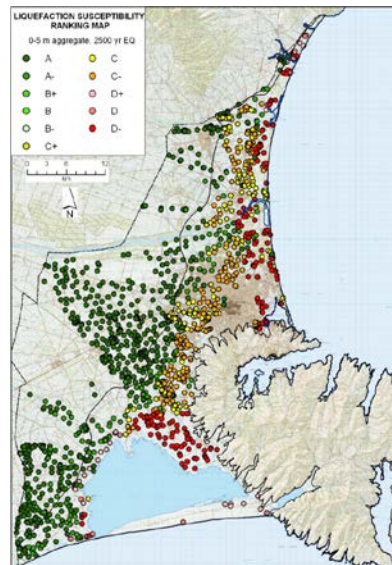 LIQUEFACTION SUSCEPTIBILITY
RANKING MAP
0-5 m aggregate, 2500 yr EQ
A
A-
B+
B
B-
C+
C
C-
D+
D
D-
0 3 6 12
N